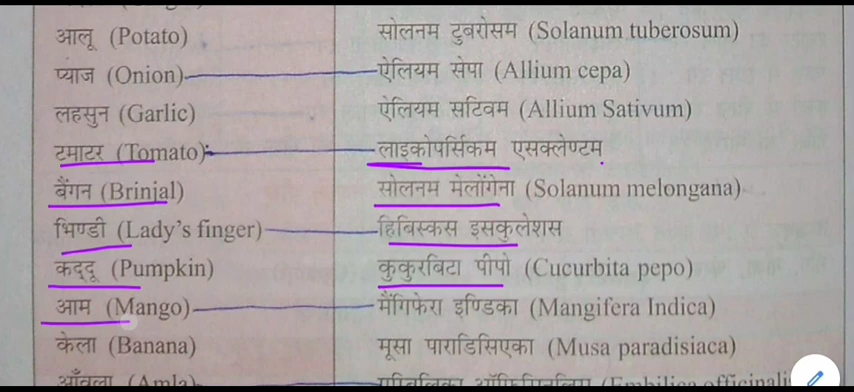 आलू (Potato) सोलनम टुबरोसम (Solanum tuberosum)
प्याज (Onion) ऐलियम सेपा (Allium cepa)
लहसुन (Garlic) ऐलियम सटिवम (Allium Sativum)
टमाटर (Tomato) लाइकोपर्सिकम एसक्लेण्टम
बैंगन (Brinjal) सोलनम मेलोंगेना (Solanum melongana)
भिण्डी (Lady's finger) हिबिस्कस इसकुलेशस
कद्दू (Pumpkin) कुकुरबिटा पीपो (Cucurbita pepo)
आम (Mango) मैंगिफेरा इण्डिका (Mangifera Indica)
केला (Banana) मूसा पाराडिसिएका (Musa paradisiaca)
आँवला (Amla)